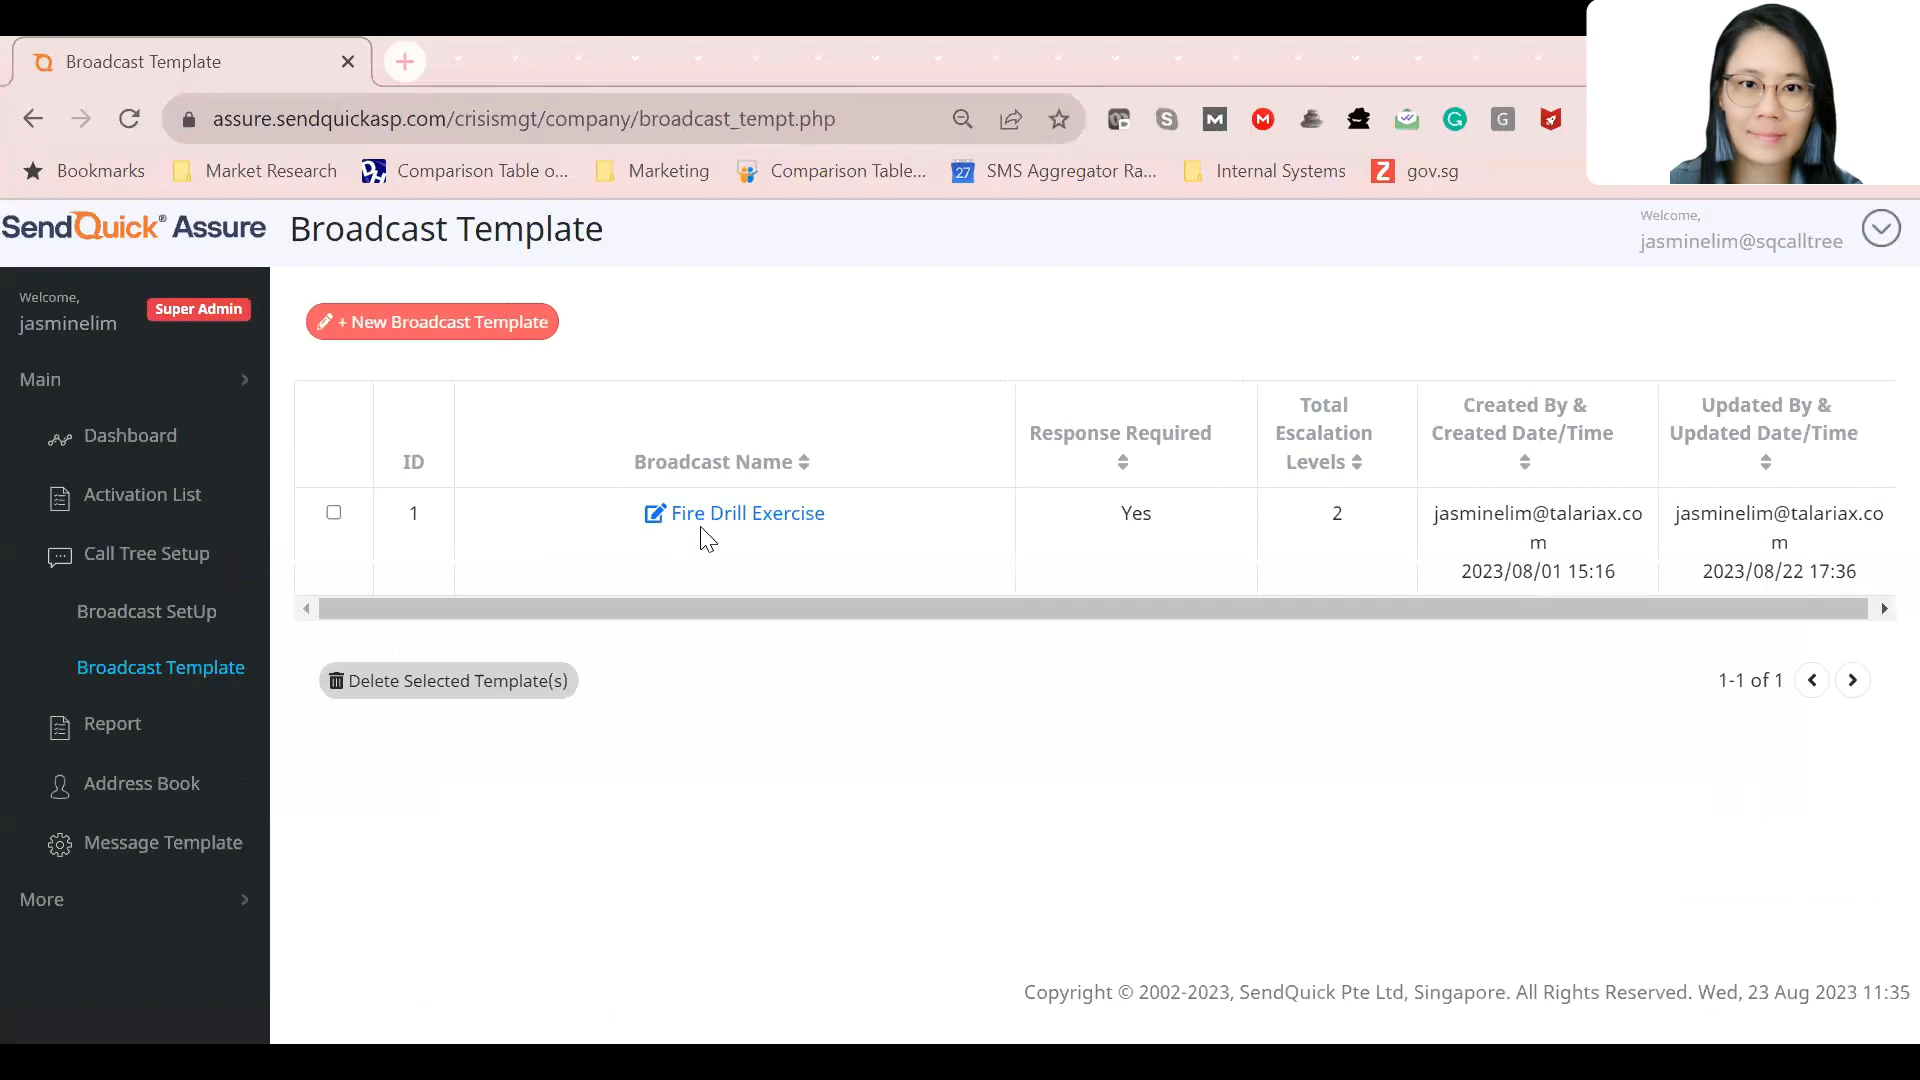 Broadcast Template
assure.sendquickasp.com/crisismgt/company/broadcast_tempt.php
Bookmarks
Market Research
Comparison Table o...
Marketing
Comparison Table...
27
SMS Aggregator Ra...
Internal Systems
Z
gov.sg
SendQuick® Assure
Broadcast Template
Welcome,
jasminelim@sqcalltree
Welcome,
jasminelim
Super Admin
Main
Dashboard
Activation List
Call Tree Setup
Broadcast SetUp
Broadcast Template
Report
Address Book
Message Template
More
+ New Broadcast Template
ID
Broadcast Name
Response Required
Total
Escalation
Levels
Created By &
Created Date/Time
Updated By &
Updated Date/Time
1
Fire Drill Exercise
Yes
2
jasminelim@talariax.co
m
2023/08/01 15:16
jasminelim@talariax.co
m
2023/08/22 17:36
Delete Selected Template(s)
1-1 of 1
Copyright © 2002-2023, SendQuick Pte Ltd, Singapore. All Rights Reserved. Wed, 23 Aug 2023 11:35